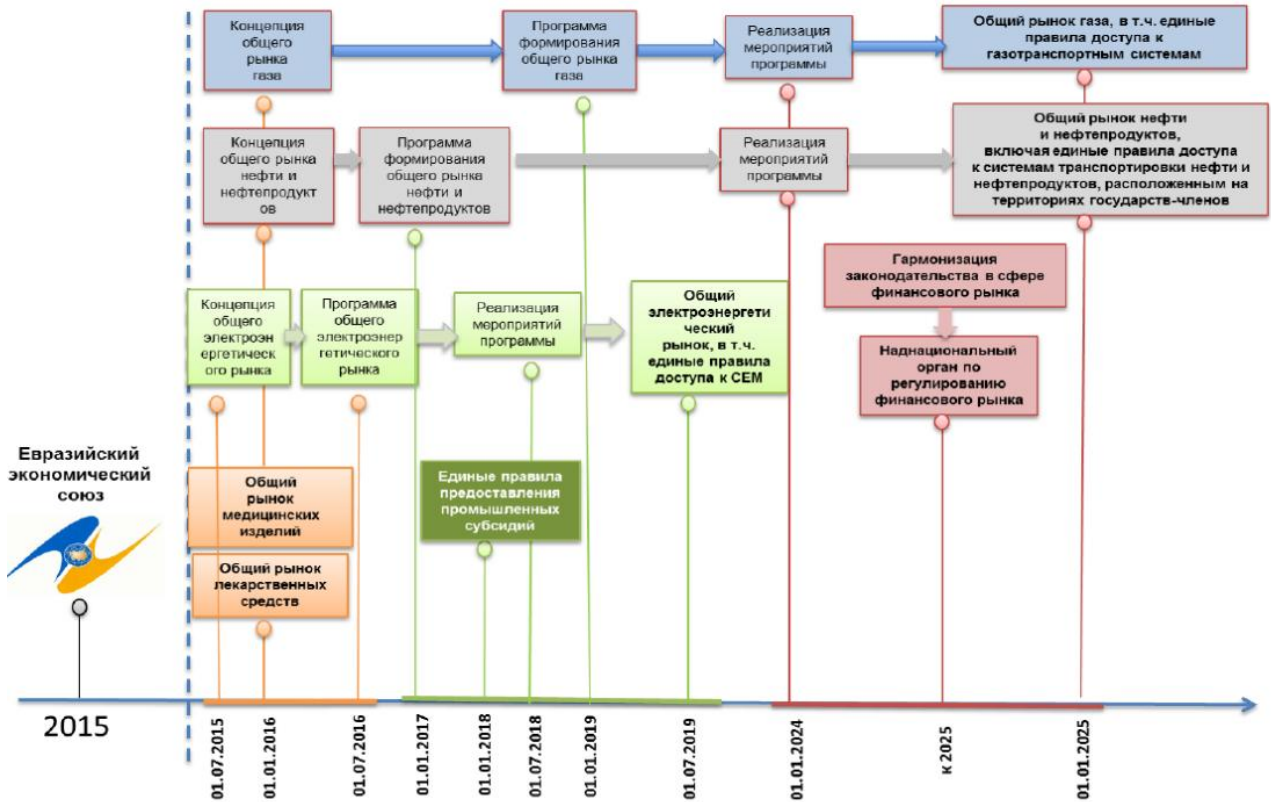 Концепция
общего
рынка
газа
Программа
формирования
общего рынка
газа
Реализация
мероприятий
программы
Общий рынок газа, в т.ч. единые
правила доступа к
газотранспортным системам
Концепция
общего рынка
нефти и
нефтепродукт
ов
Программа
формирования
общего рынка
нефти и
нефтепродуктов
Реализация
мероприятий
программы
Общий рынок нефти
и нефтепродуктов,
включая единые правила доступа
к системам транспортировки нефти и
нефтепродуктов, расположенным на
территориях государств-членов
Концепция
общего
электроэн
ергетическ
ого рынка
Программа
общего
электроэнер
гетического
рынка
Реализация
мероприятий
программы
Общий
электроэнергети
ческий
рынок, в т.ч.
единые правила
доступа к СЕМ
Гармонизация
законодательства в сфере
финансового рынка
Наднациональный
орган по
регулированию
финансового рынка
Евразийский
экономический
союз
Общий
рынок
медицинских
изделий
Единые правила
предоставления
промышленных
субсидий
Общий рынок
лекарственных
средств
2015
01.07.2015
01.01.2016
01.07.2016
01.01.2017
01.01.2018
01.07.2018
01.01.2019
01.07.2019
01.01.2024
к 2025
01.01.2025